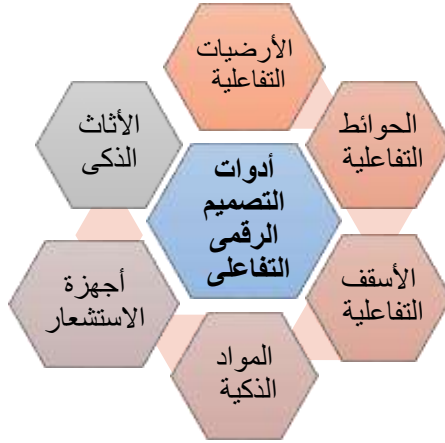 الأرضيات
التفاعلية
الحوائط
التفاعلية
الأسقف
التفاعلية
المواد
الذكية
أجهزة
الاستشعار
الأثاث
الذكى
أدوات
التصميم
الرقمى
التفاعلى